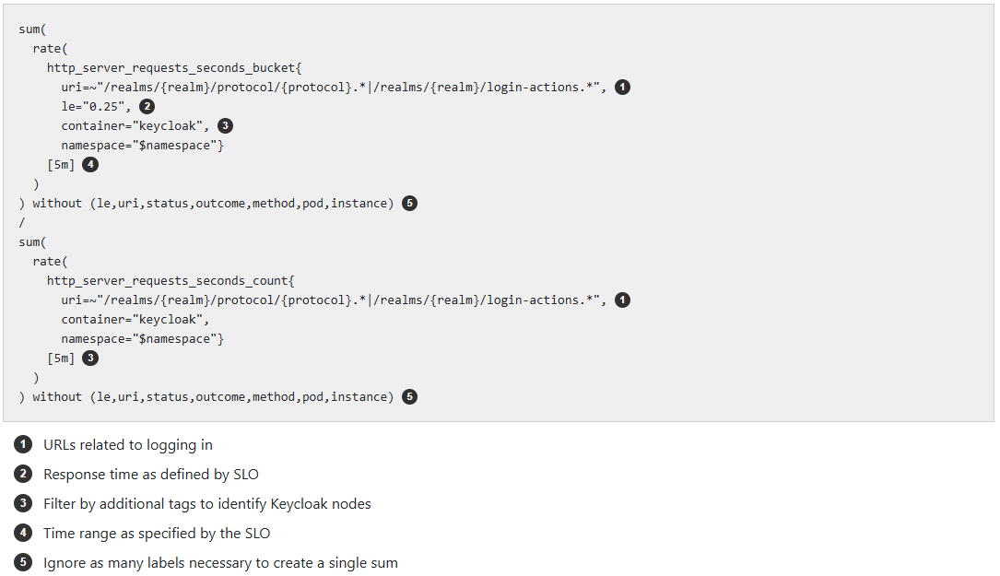 sum(
rate(
http_server_requests_seconds_bucket{
uri=~"/realms/{realm}/protocol/{protocol}.*|/realms/{realm}/login-actions.*", 1
le="0.25", 2
container="keycloak", 3
namespace="$namespace"}
[5m] 4
)
) without (le,uri,status,outcome,method,pod,instance) 5
/
sum(
rate(
http_server_requests_seconds_count{
uri=~"/realms/{realm}/protocol/{protocol}.*|/realms/{realm}/login-actions.*", 1
container="keycloak",
namespace="$namespace"}
[5m] 3
)
) without (le,uri,status,outcome,method,pod,instance) 5
1 URLs related to logging in
2 Response time as defined by SLO
3 Filter by additional tags to identify Keycloak nodes
4 Time range as specified by the SLO
5 Ignore as many labels necessary to create a single sum